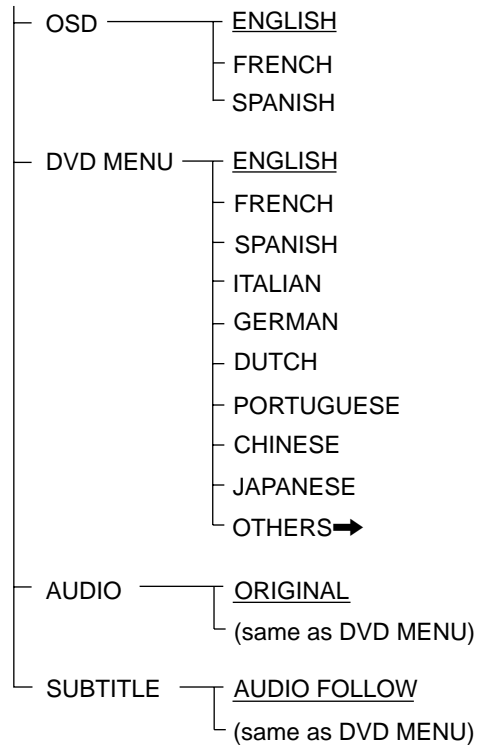 OSD ENGLISH
FRENCH
SPANISH
DVD MENU ENGLISH
FRENCH
SPANISH
ITALIAN
GERMAN
DUTCH
PORTUGUESE
CHINESE
JAPANESE
OTHERS➡
AUDIO ORIGINAL
(same as DVD MENU)
SUBTITLE AUDIO FOLLOW
(same as DVD MENU)